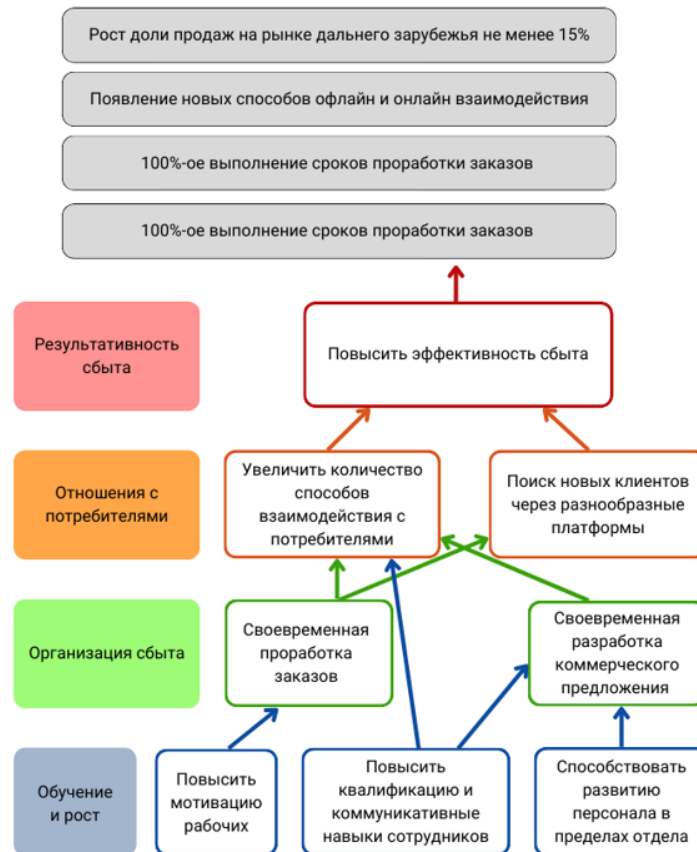 Рост доли продаж на рынке дальнего зарубежья не менее 15%
Появление новых способов офлайн и онлайн взаимодействия
100%-ое выполнение сроков проработки заказов
100%-ое выполнение сроков проработки заказов
Результативность
сбыта
Повысить эффективность сбыта
Отношения с
потребителями
Увеличить количество
способов
взаимодействия с
потребителями
Поиск новых клиентов
через разнообразные
платформы
Организация сбыта
Своевременная
проработка
заказов
Своевременная
разработка
коммерческого
предложения
Обучение
и рост
Повысить
мотивацию
рабочих
Повысить
квалификацию и
коммуникативные
навыки сотрудников
Способствовать
развитию
персонала в
пределах отдела